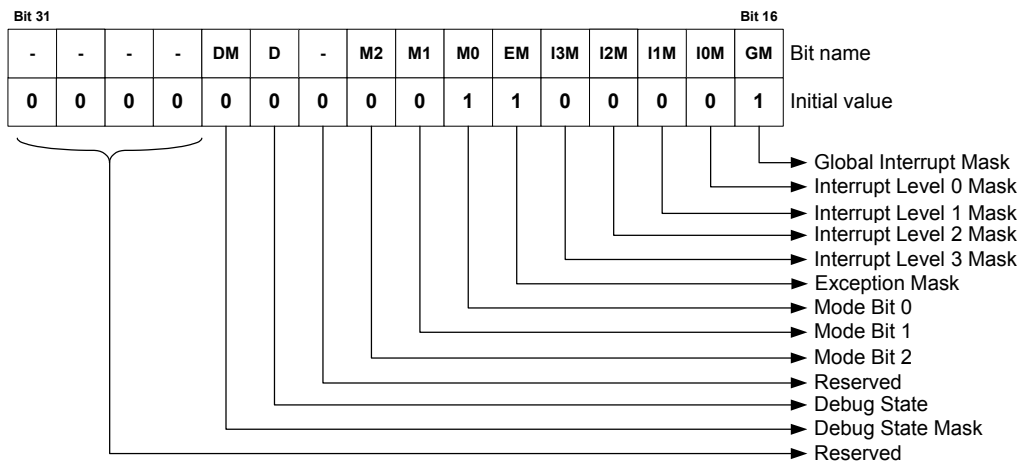 Bit 31 Bit 16
- - - - DM D - M2 M1 M0 EM I3M I2M I1M I0M GM Bit name
0 0 0 0 0 0 0 0 0 1 1 0 0 0 0 1 Initial value
Global Interrupt Mask
Interrupt Level 0 Mask
Interrupt Level 1 Mask
Interrupt Level 2 Mask
Interrupt Level 3 Mask
Exception Mask
Mode Bit 0
Mode Bit 1
Mode Bit 2
Reserved
Debug State
Debug State Mask
Reserved